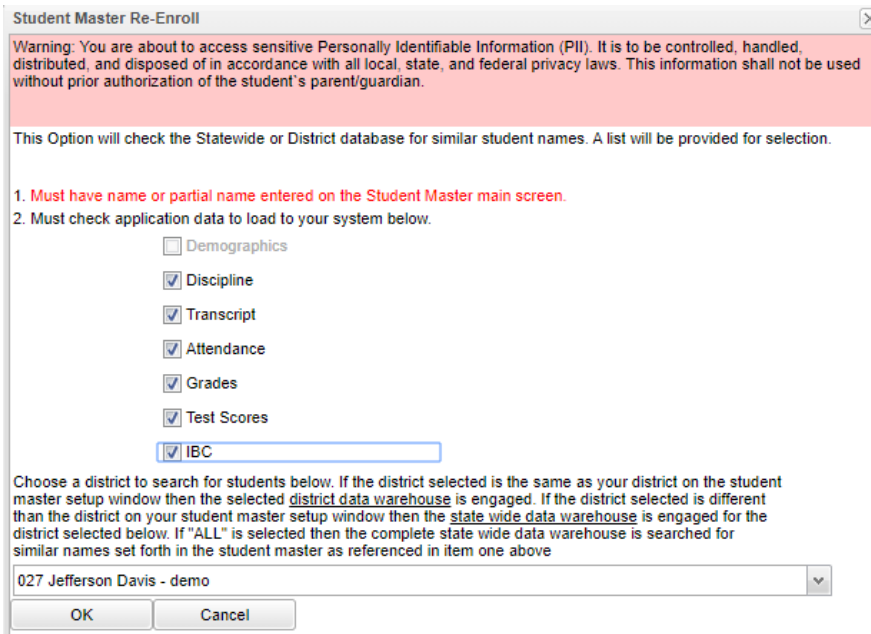 Student Master Re-Enroll
Warning: You are about to access sensitive Personally Identifiable Information (PII). It is to be controlled, handled,
distributed, and disposed of in accordance with all local, state, and federal privacy laws. This information shall not be used
without prior authorization of the student`s parent/guardian.
This Option will check the Statewide or District database for similar student names. A list will be provided for selection.
1. Must have name or partial name entered on the Student Master main screen.
2. Must check application data to load to your system below.
Demographics
Discipline
Transcript
Attendance
Grades
Test Scores
IBC
Choose a district to search for students below. If the district selected is the same as your district on the student
master setup window then the selected district data warehouse is engaged. If the district selected is different
than the district on your student master setup window then the state wide data warehouse is engaged for the
district selected below. If "ALL" is selected then the complete state wide data warehouse is searched for
similar names set forth in the student master as referenced in item one above
027 Jefferson Davis - demo
OK Cancel